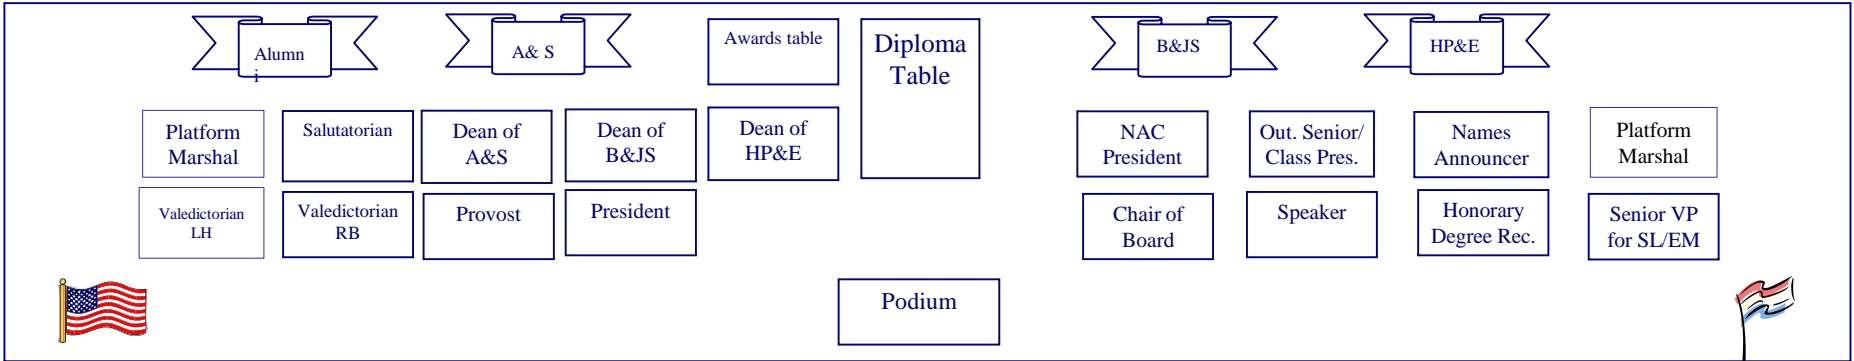 Alumn
i
A& S
Awards table
Diploma
Table
B&JS
HP&E
Platform
Marshal
Salutatorian
Dean of
A&S
Dean of
B&JS
Dean of
HP&E
NAC
President
Out. Senior/
Class Pres.
Names
Announcer
Platform
Marshal
Valedictorian
LH
Valedictorian
RB
Provost
President
Chair of
Board
Speaker
Honorary
Degree Rec.
Senior VP
for SL/EM
Podium